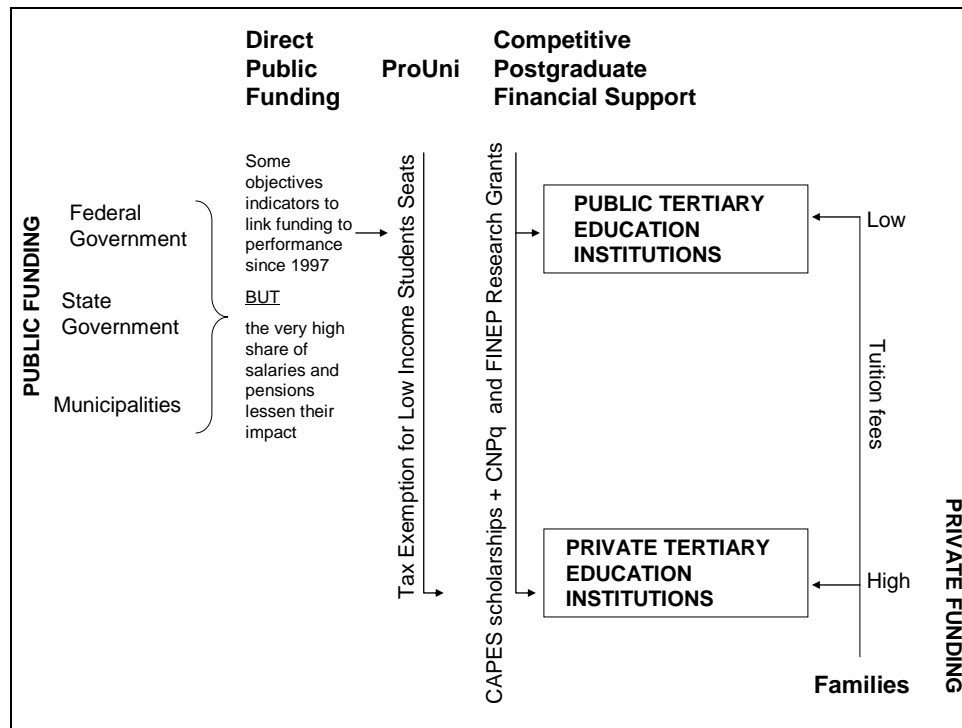 Direct
Public
Funding
ProUni
Competitive
Postgraduate
Financial Support
PUBLIC FUNDING
Federal
Government
State
Government
Municipalities
Some
objectives
indicators to
link funding to
performance
since 1997
BUT
the very high
share of
salaries and
pensions
lessen their
impact
Tax Exemption for Low Income Students Seats
CAPES scholarships + CNPq and FINEP Research Grants
PUBLIC TERTIARY
EDUCATION
INSTITUTIONS
PRIVATE TERTIARY
EDUCATION
INSTITUTIONS
Low
Tuition fees
High
Families
PRIVATE FUNDING